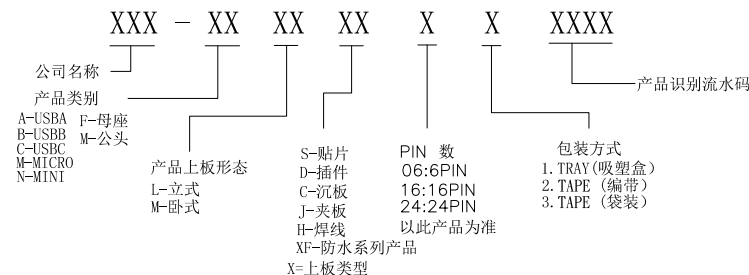 XXX-XX XX XX X X XXXX
公司名称
产品识别流水码
产品类别
A-USBA F-母座
B-USBB M-公头
C-USBC
M-MICRO
N-MINI
产品上板形态
L-立式
M-卧式
S-贴片
D-插件
C-沉板
J-夹板
H-焊线
XF-防水系列产品
X=上板类型
PIN 数
06:6PIN
16:16PIN
24:24PIN
以此产品为准
包装方式
1.TRAY(吸塑盒)
2.TAPE (编带)
3.TAPE (袋装)